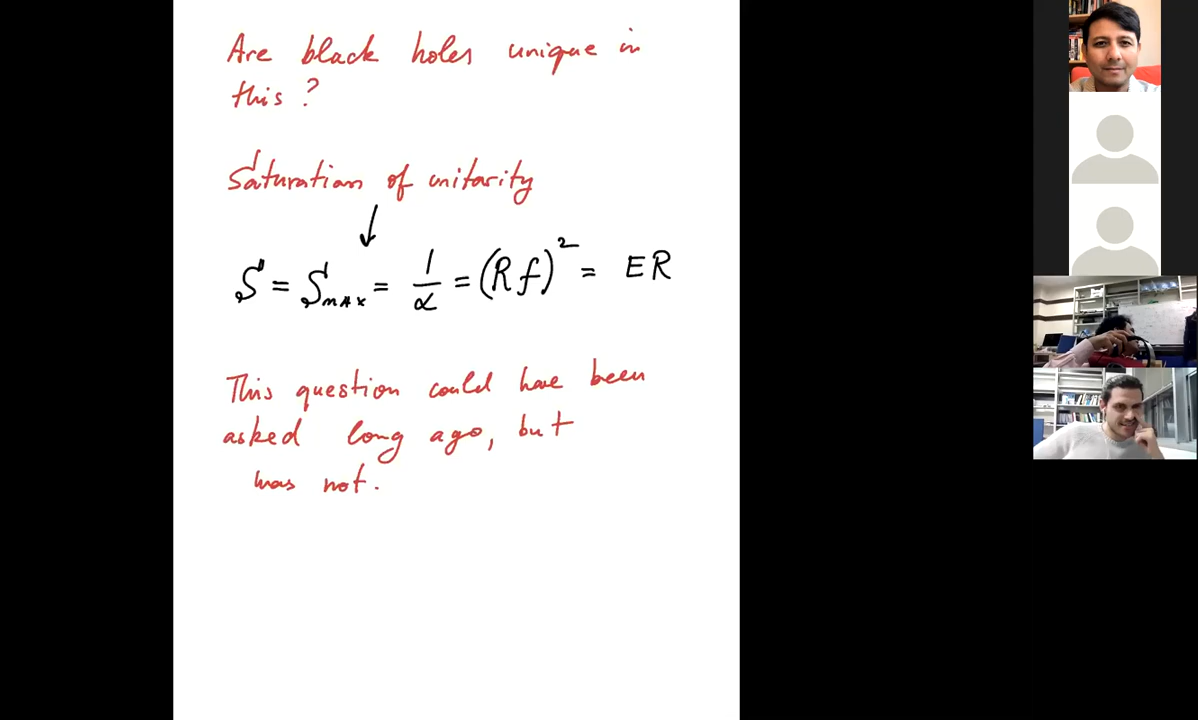 Are black holes unique in
this?
Saturation of unitarity
↓
S = S_max = 1/α = (Rf)² = ER
This question could have been
asked long ago, but
was not.